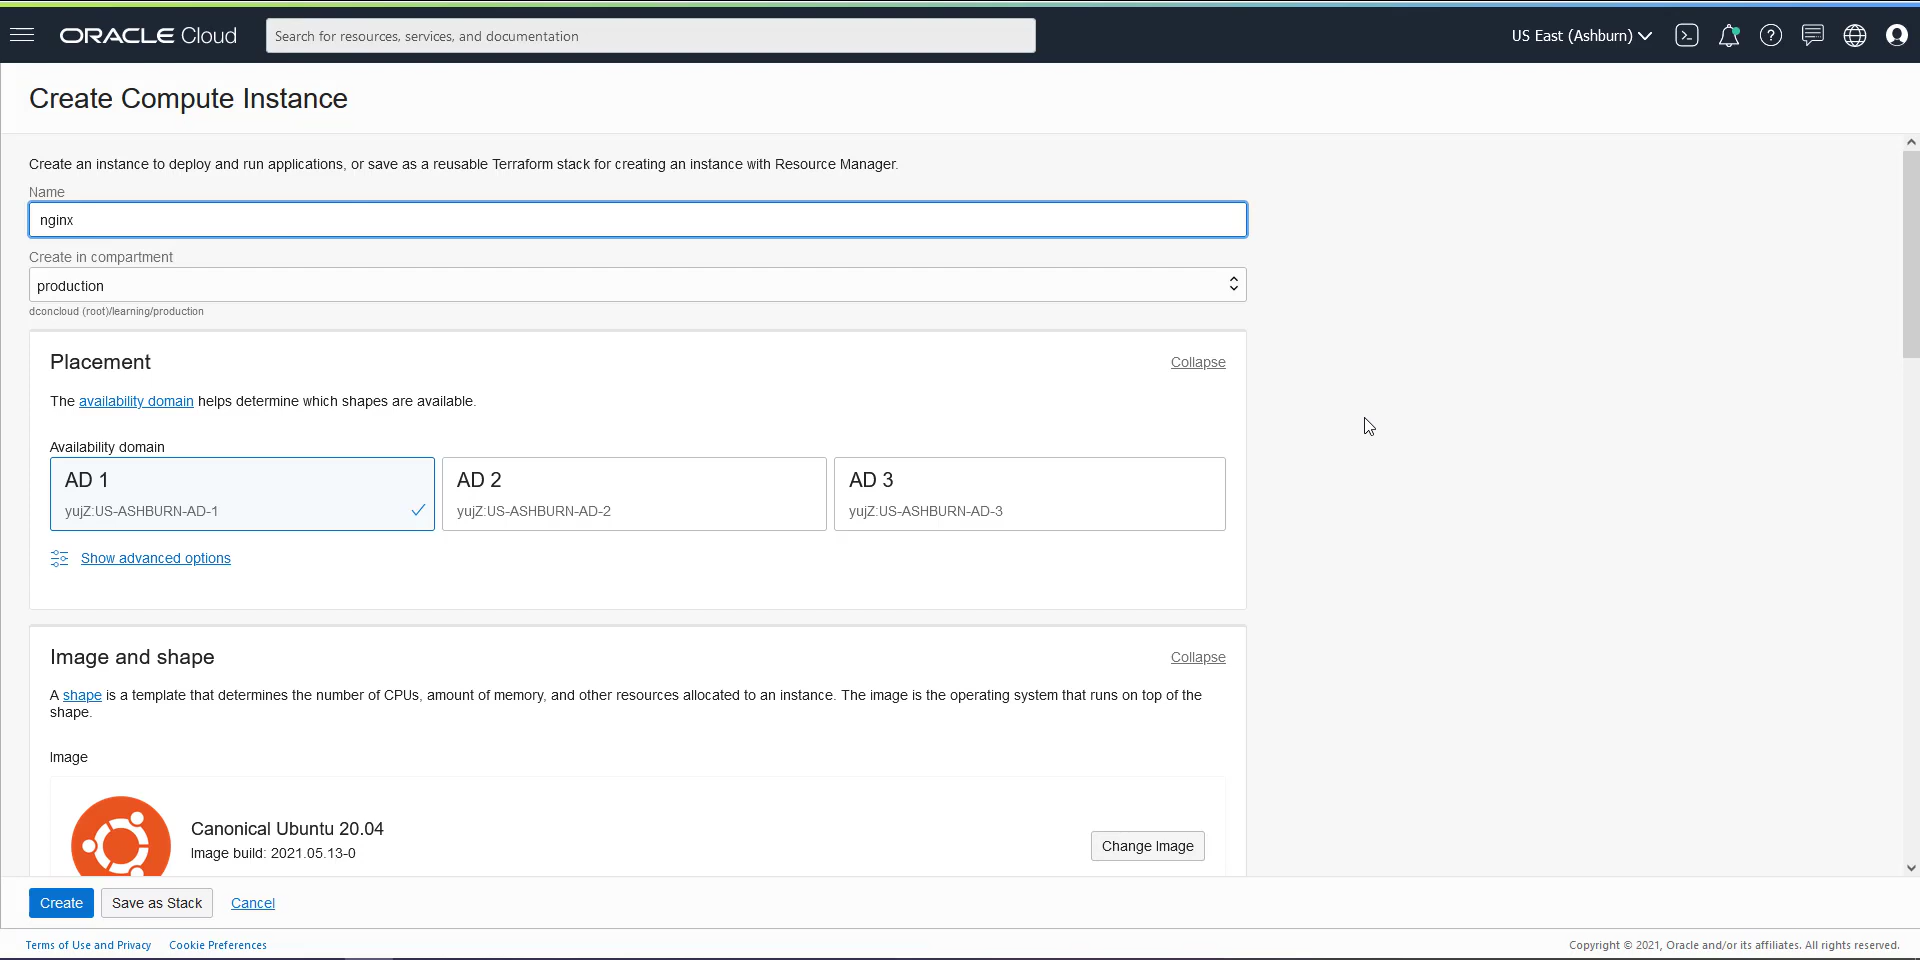 ORACLE Cloud
Search for resources, services, and documentation
US East (Ashburn)
Create Compute Instance
Create an instance to deploy and run applications, or save as a reusable Terraform stack for creating an instance with Resource Manager.
Name
nginx
Create in compartment
production
dconcloud (root)/learning/production
Placement
Collapse
The availability domain helps determine which shapes are available.
Availability domain
AD 1
yujZ:US-ASHBURN-AD-1
AD 2
yujZ:US-ASHBURN-AD-2
AD 3
yujZ:US-ASHBURN-AD-3
Show advanced options
Image and shape
Collapse
A shape is a template that determines the number of CPUs, amount of memory, and other resources allocated to an instance. The image is the operating system that runs on top of the
shape.
Image
Canonical Ubuntu 20.04
Image build: 2021.05.13-0
Change Image
Create
Save as Stack
Cancel
Terms of Use and Privacy
Cookie Preferences
Copyright © 2021, Oracle and/or its affiliates. All rights reserved.